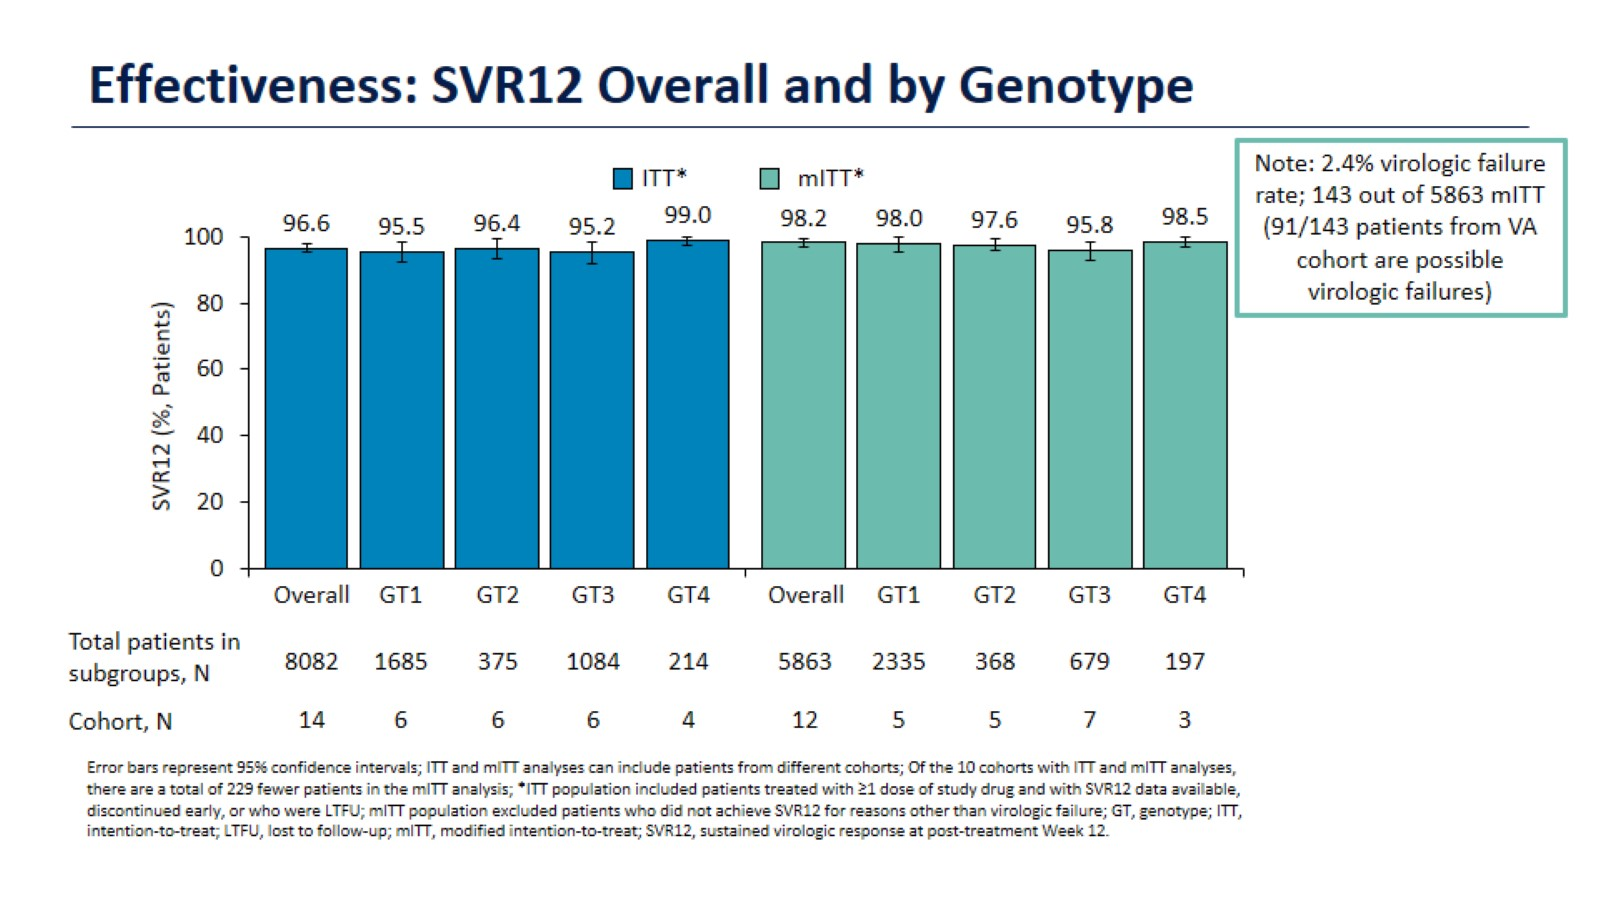 Effectiveness: SVR12 Overall and by Genotype
Note: 2.4% virologic failure
rate; 143 out of 5863 mITT
(91/143 patients from VA
cohort are possible
virologic failures)
ITT* mITT*
96.6 95.5 96.4 95.2 99.0 98.2 98.0 97.6 95.8 98.5
SVR12 (%, Patients)
100
80
60
40
20
0
Overall GT1 GT2 GT3 GT4 Overall GT1 GT2 GT3 GT4
Total patients in
subgroups, N
8082 1685 375 1084 214 5863 2335 368 679 197
Cohort, N 14 6 6 6 4 12 5 5 7 3
Error bars represent 95% confidence intervals; ITT and mITT analyses can include patients from different cohorts; Of the 10 cohorts with ITT and mITT analyses,
there are a total of 229 fewer patients in the mITT analysis; *ITT population included patients treated with ≥1 dose of study drug and with SVR12 data available,
discontinued early, or who were LTFU; mITT population excluded patients who did not achieve SVR12 for reasons other than virologic failure; GT, genotype; ITT,
intention-to-treat; LTFU, lost to follow-up; mITT, modified intention-to-treat; SVR12, sustained virologic response at post-treatment Week 12.